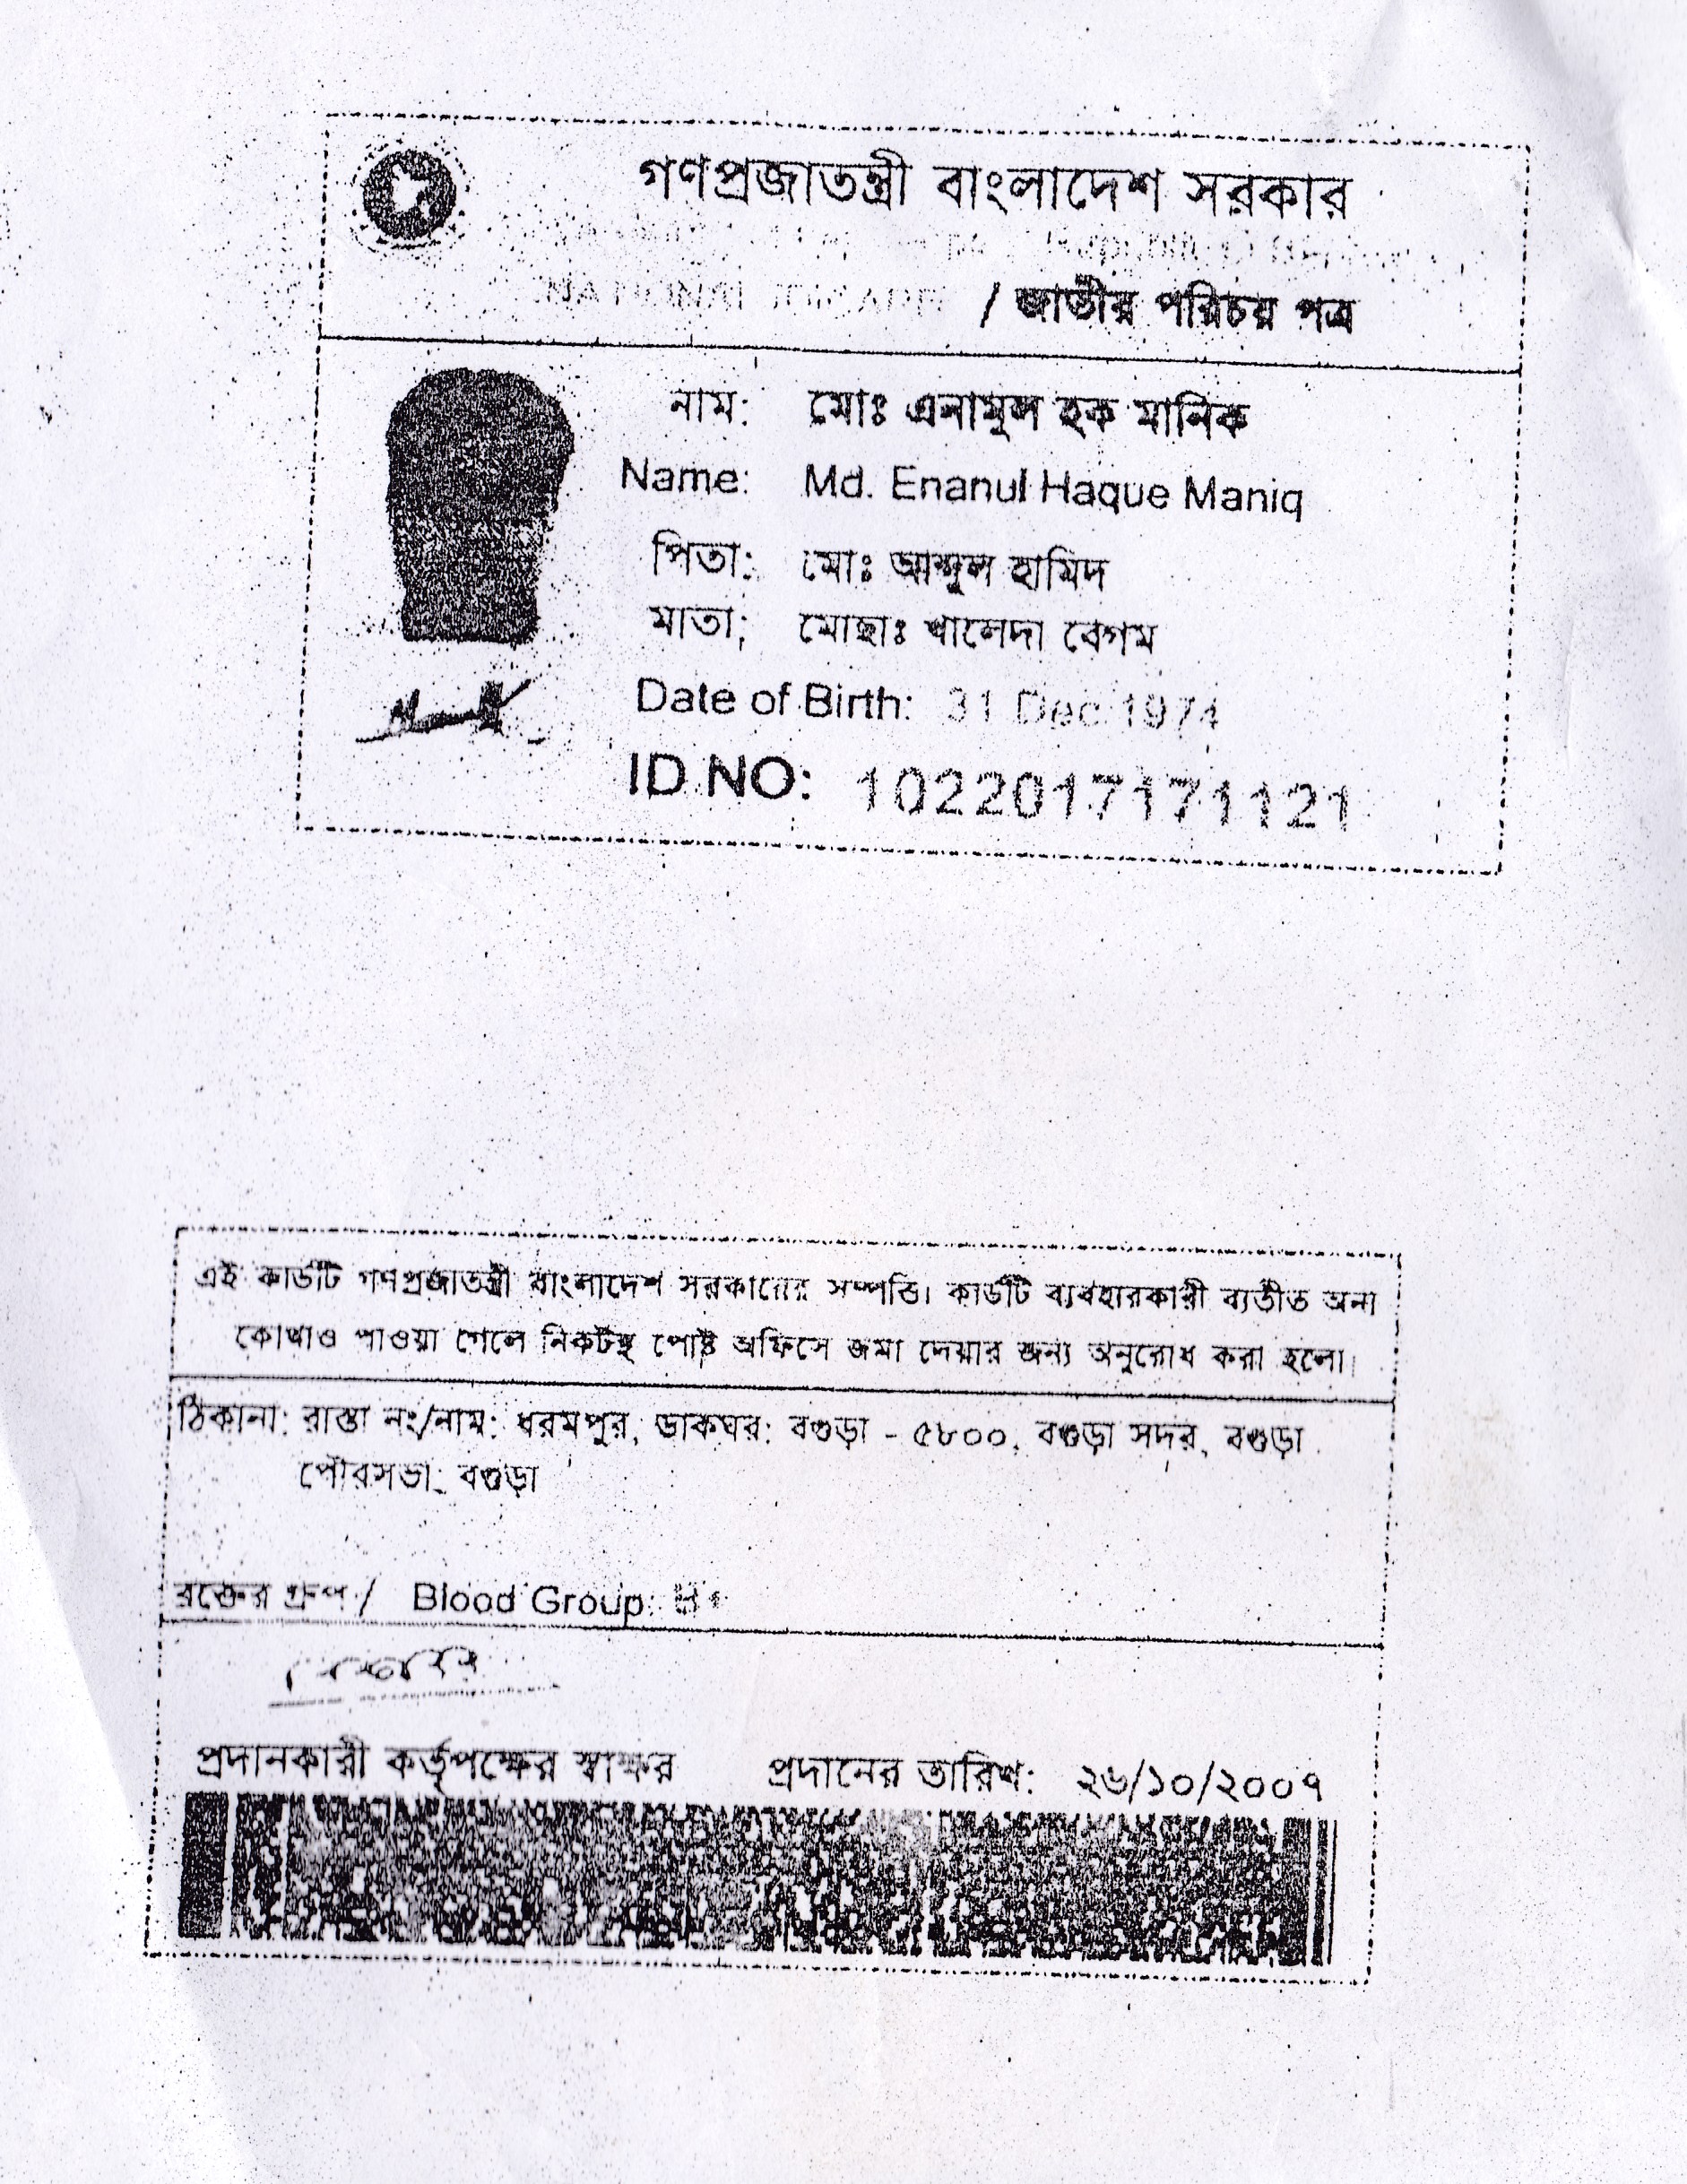 গণপ্রজাতন্ত্রী বাংলাদেশ সরকার
NATIONAL ID CARD / জাতীয় পরিচয় পত্র
নাম: মোঃ এনামুল হক মানিক
Name: Md. Enanul Haque Maniq
পিতা: মোঃ আব্দুল হামিদ
মাতা: মোছাঃ খালেদা বেগম
Date of Birth: 31 Dec 1974
ID NO: 1022017171121
এই কার্ডটি গণপ্রজাতন্ত্রী বাংলাদেশ সরকারের সম্পত্তি। কার্ডটি ব্যবহারকারী ব্যতীত অন্য
কোথাও পাওয়া গেলে নিকটস্থ পোষ্ট অফিসে জমা দেয়ার জন্য অনুরোধ করা হলো।
ঠিকানা: রাস্তা নং/নাম: ধরমপুর, ডাকঘর: বগুড়া - ৫৮০০, বগুড়া সদর, বগুড়া
পৌরসভা, বগুড়া
রক্তের গ্রুপ / Blood Group:
প্রদানকারী কর্তৃপক্ষের স্বাক্ষর প্রদানের তারিখ: ২৬/১০/২০০৭